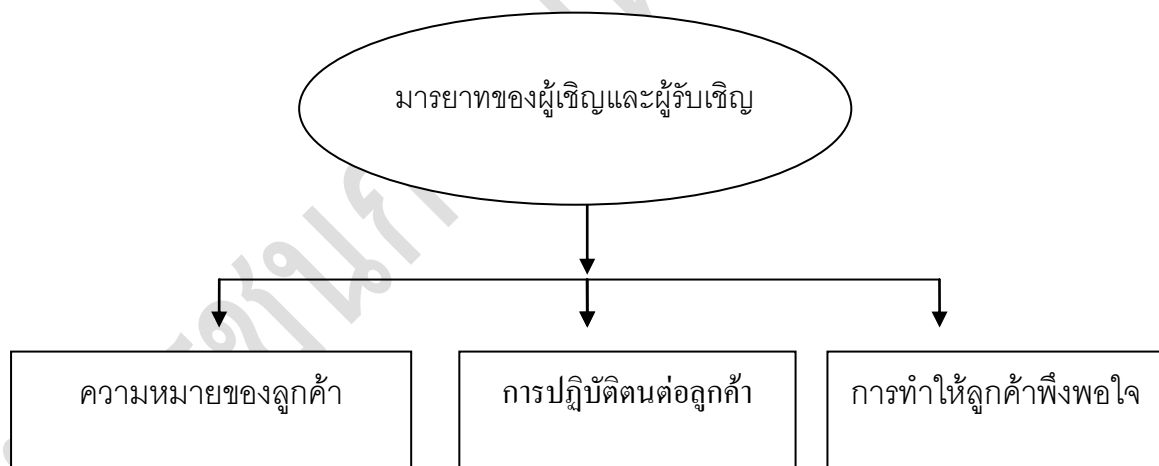 มารยาทของผู้เชิญและผู้รับเชิญ
ความหมายของลูกค้า
การปฏิบัติตนต่อลูกค้า
การทำให้ลูกค้าพึงพอใจ